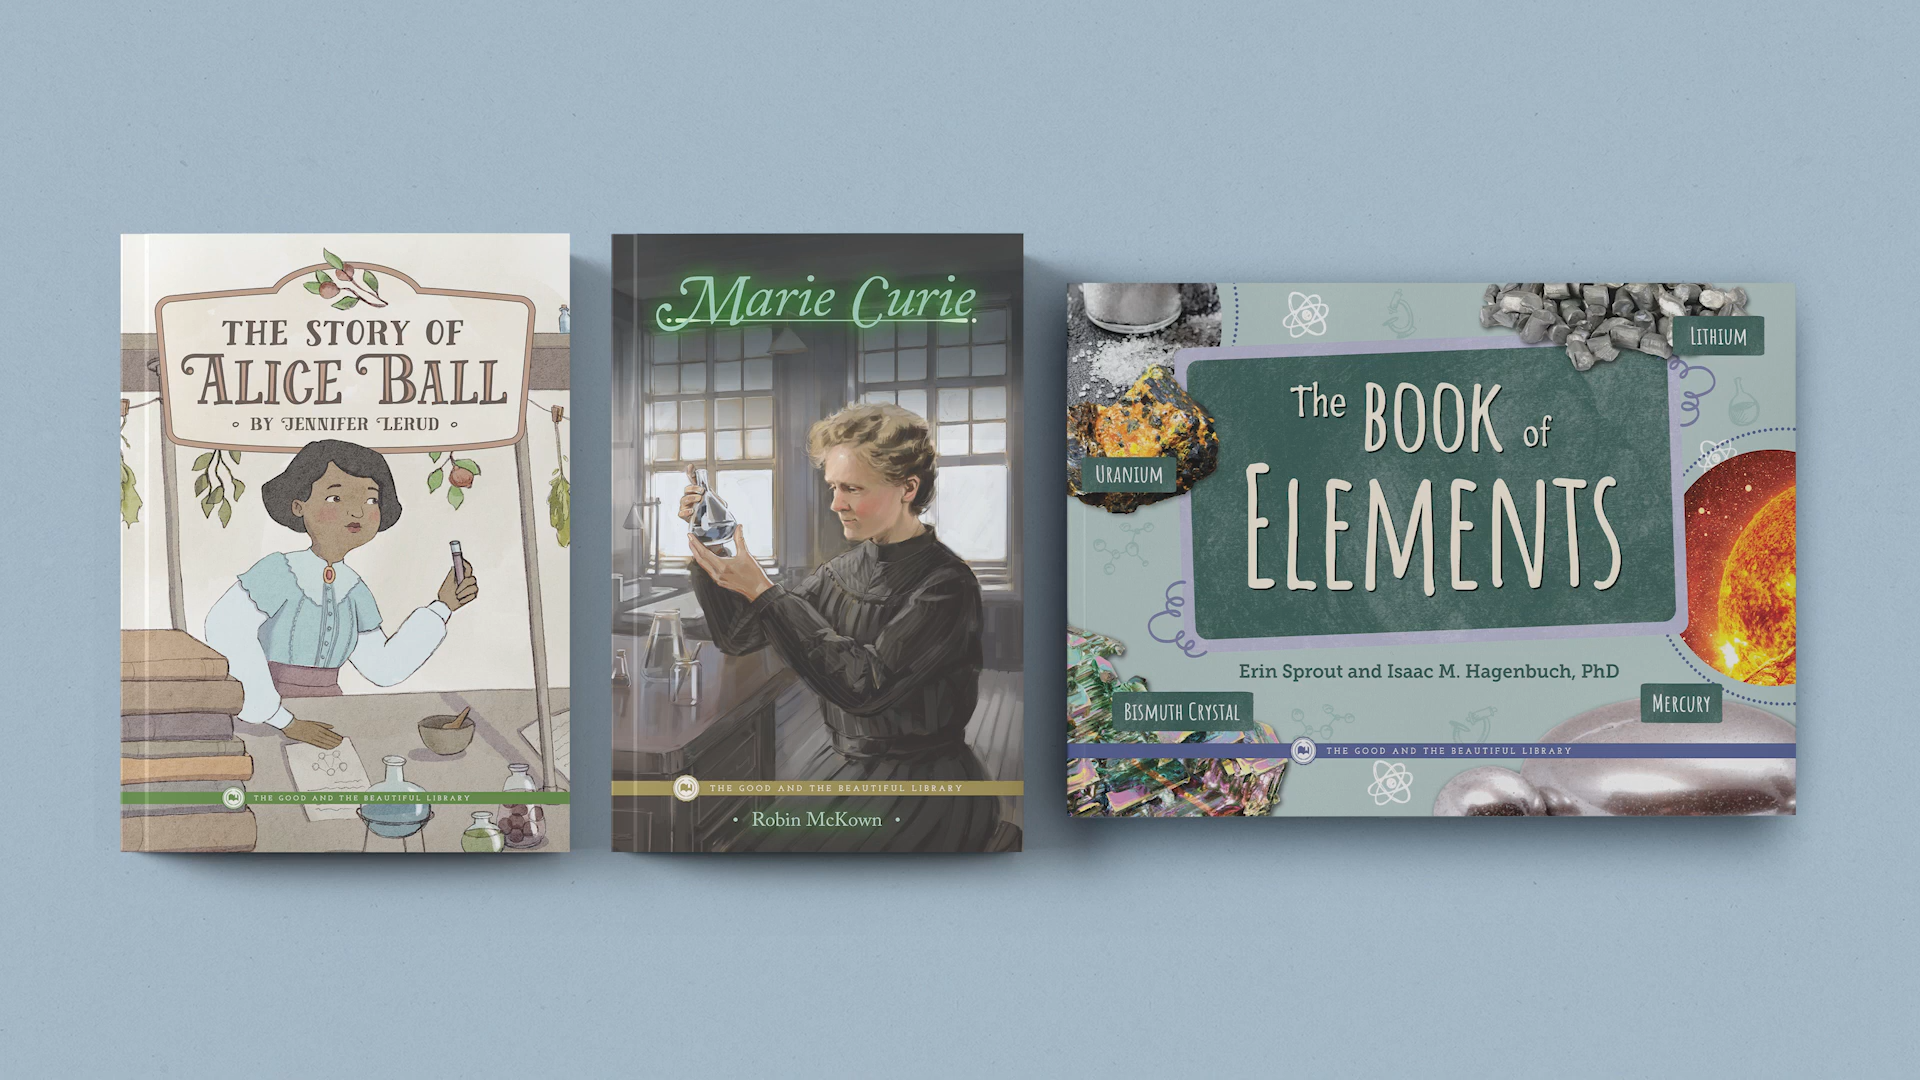 THE STORY OF
ALICE BALL
• BY JENNIFER LERUD •
THE GOOD AND THE BEAUTIFUL LIBRARY
Marie Curie
THE GOOD AND THE BEAUTIFUL LIBRARY
• Robin McKown •
LITHIUM
The BOOK of
ELEMENTS
URANIUM
Erin Sprout and Isaac M. Hagenbuch, PhD
BISMUTH CRYSTAL
MERCURY
THE GOOD AND THE BEAUTIFUL LIBRARY